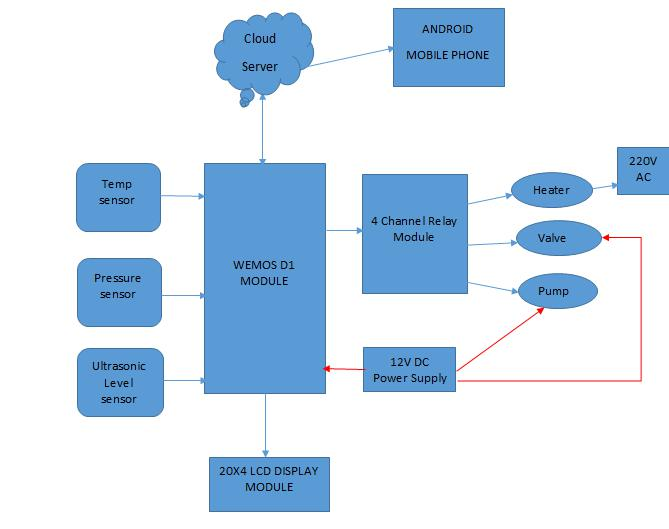 Cloud
Server
ANDROID
MOBILE PHONE
220V
AC
Temp
sensor
Heater
4 Channel Relay
Module
Valve
WEMOS D1
MODULE
Pressure
sensor
Pump
12V DC
Power Supply
Ultrasonic
Level
sensor
20X4 LCD DISPLAY
MODULE